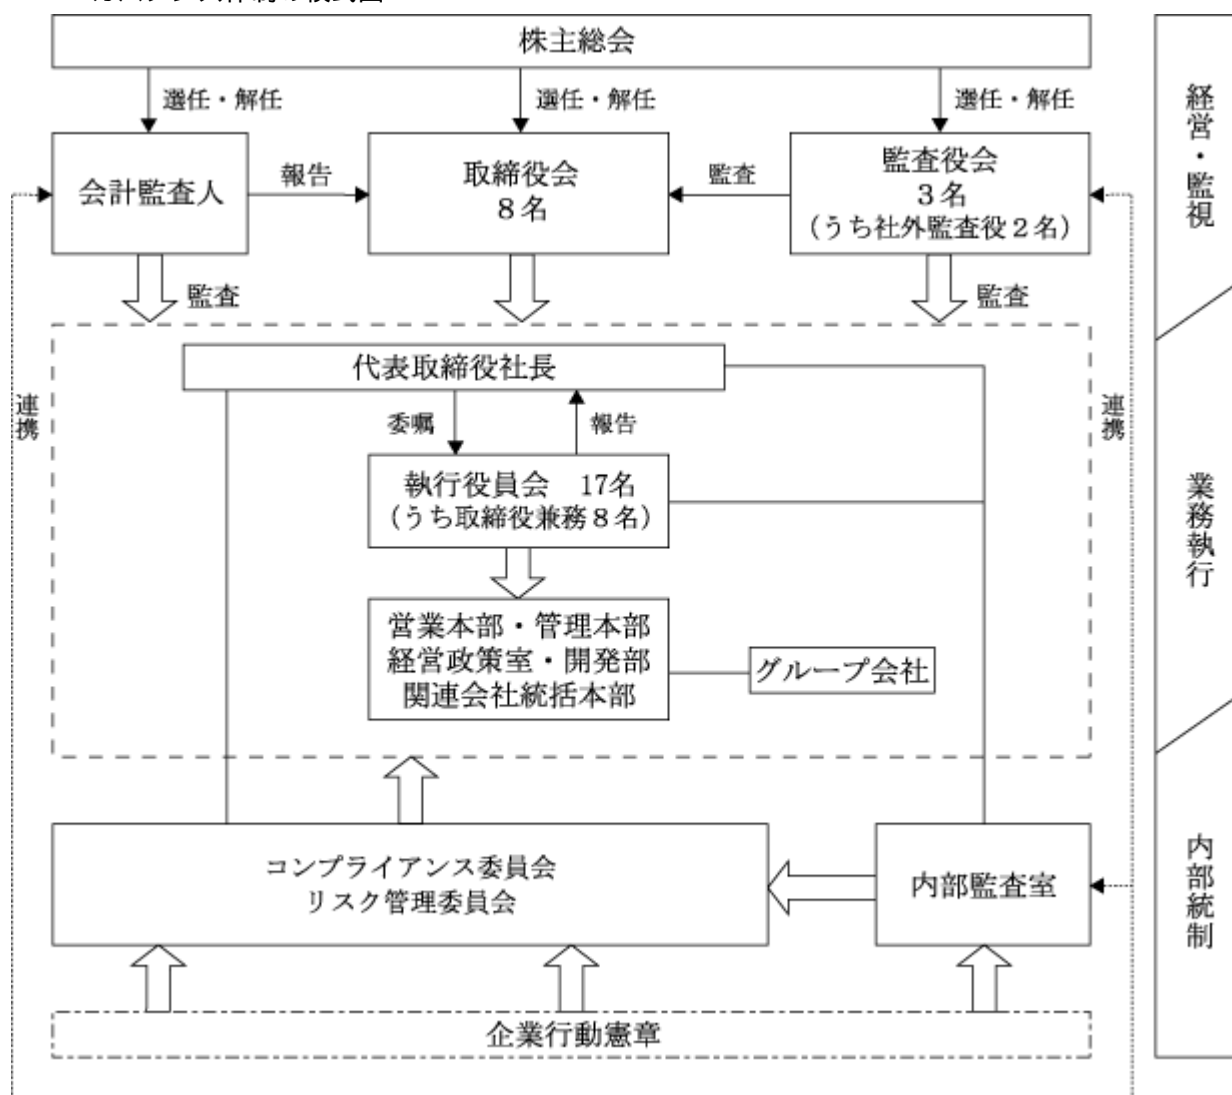 株主総会
選任・解任
選任・解任
選任・解任
会計監査人
報告
取締役会
8名
監査
監査役会
3名
（うち社外監査役2名）
監査
監査
代表取締役社長
委嘱
報告
執行役員会　17名
（うち取締役兼務8名）
営業本部・管理本部
経営政策室・開発部
関連会社統括本部
グループ会社
連携
連携
コンプライアンス委員会
リスク管理委員会
内部監査室
企業行動憲章
経営・監視
業務執行
内部統制